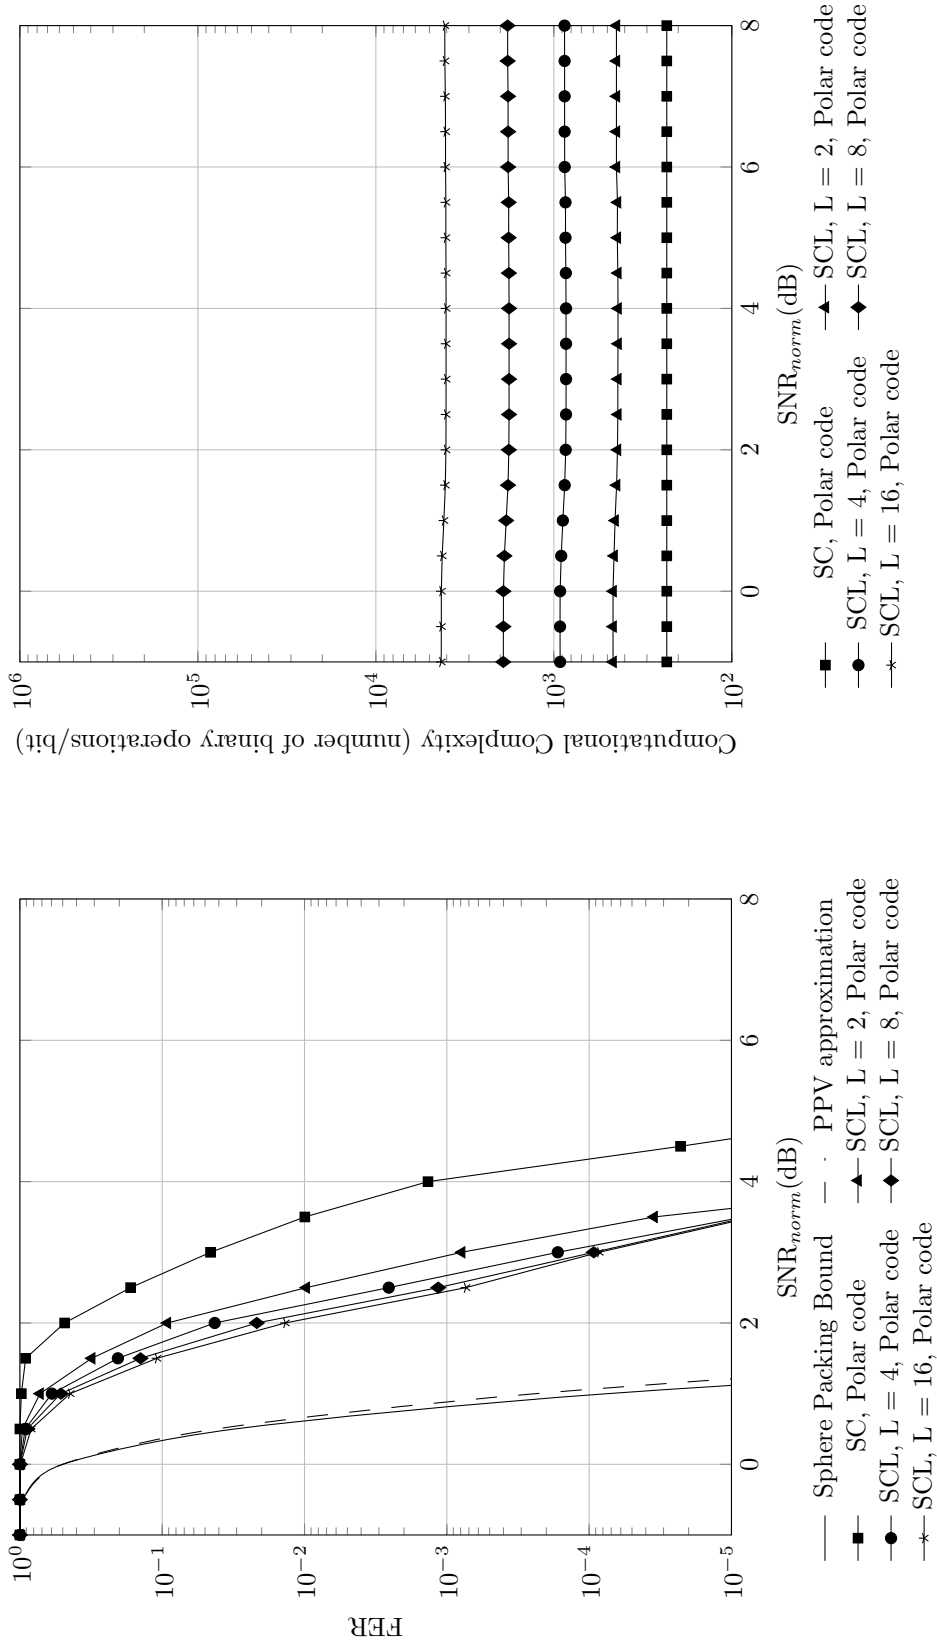 FER
10^0
10^−1
10^−2
10^−3
10^−4
10^−5
0
2
4
6
8
SNR_norm(dB)
Sphere Packing Bound
PPV approximation
SC, Polar code
SCL, L = 2, Polar code
SCL, L = 4, Polar code
SCL, L = 8, Polar code
SCL, L = 16, Polar code
Computational Complexity (number of binary operations/bit)
10^6
10^5
10^4
10^3
10^2
0
2
4
6
8
SNR_norm(dB)
SC, Polar code
SCL, L = 2, Polar code
SCL, L = 4, Polar code
SCL, L = 8, Polar code
SCL, L = 16, Polar code